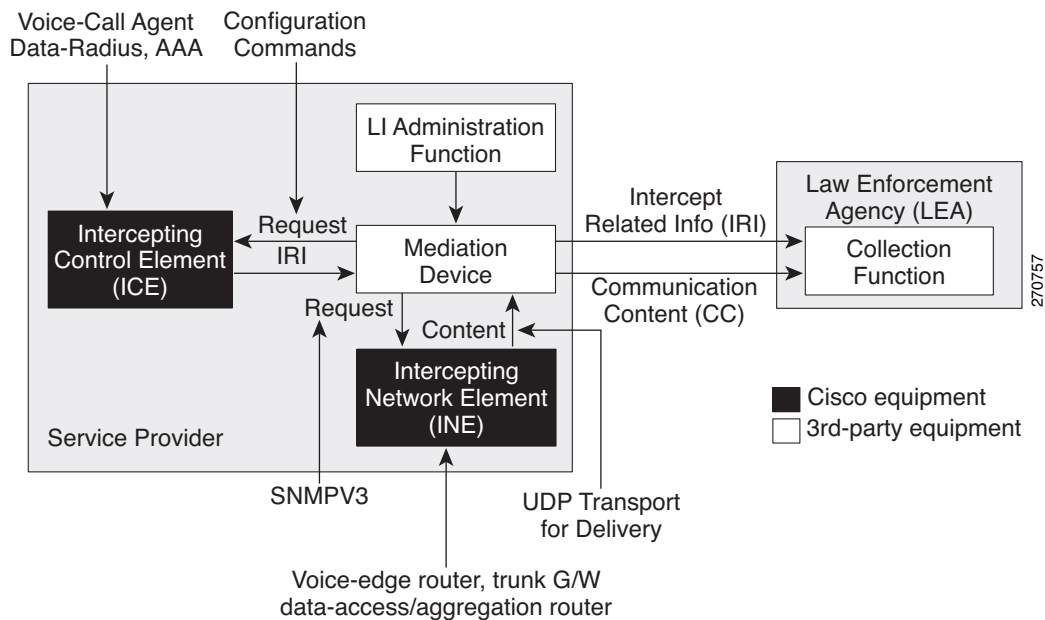 Voice-Call Agent
Data-Radius, AAA
Configuration
Commands
LI Administration
Function
Intercepting
Control Element
(ICE)
Request
IRI
Mediation
Device
Request
Content
Intercepting
Network Element
(INE)
Service Provider
Intercept
Related Info (IRI)
Communication
Content (CC)
Law Enforcement
Agency (LEA)
Collection
Function
270757
Cisco equipment
3rd-party equipment
SNMPV3
UDP Transport
for Delivery
Voice-edge router, trunk G/W
data-access/aggregation router